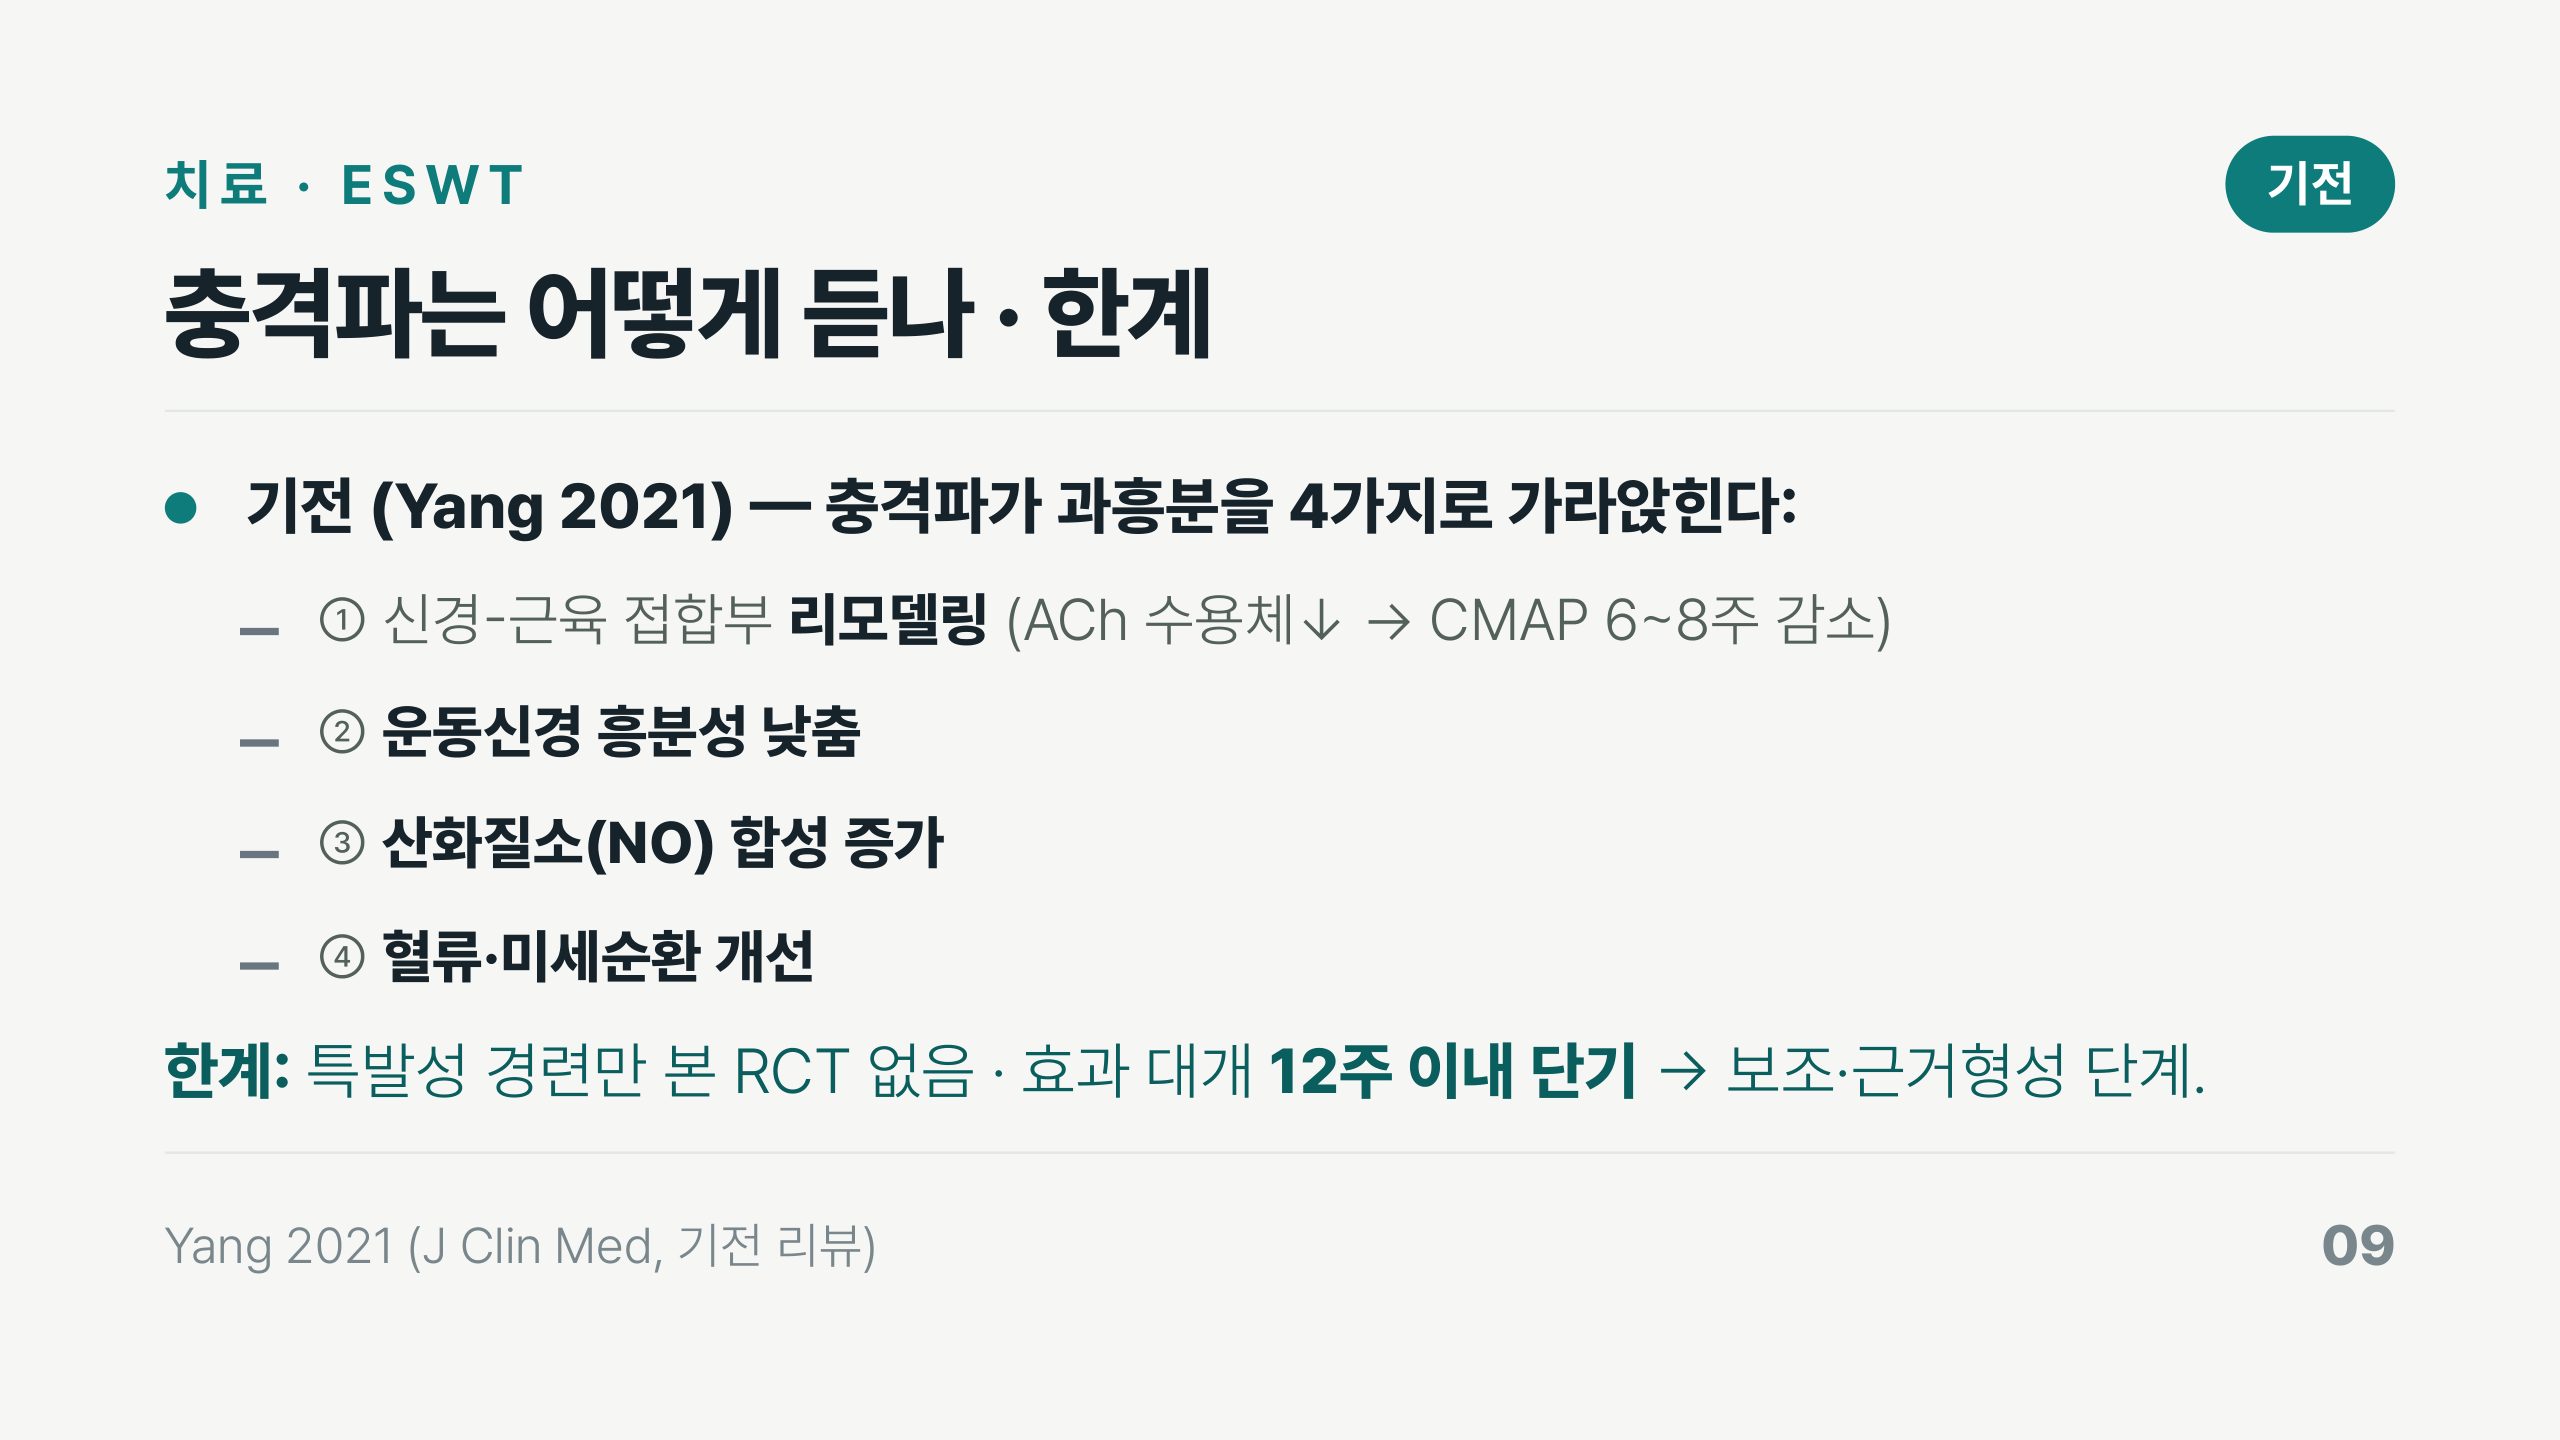 치료 · ESWT
기전
충격파는 어떻게 듣나 · 한계
● 기전 (Yang 2021) — 충격파가 과흥분을 4가지로 가라앉힌다:
– ① 신경-근육 접합부 리모델링 (ACh 수용체↓ → CMAP 6~8주 감소)
– ② 운동신경 흥분성 낮춤
– ③ 산화질소(NO) 합성 증가
– ④ 혈류·미세순환 개선
한계: 특발성 경련만 본 RCT 없음 · 효과 대개 12주 이내 단기 → 보조·근거형성 단계.
Yang 2021 (J Clin Med, 기전 리뷰)
09